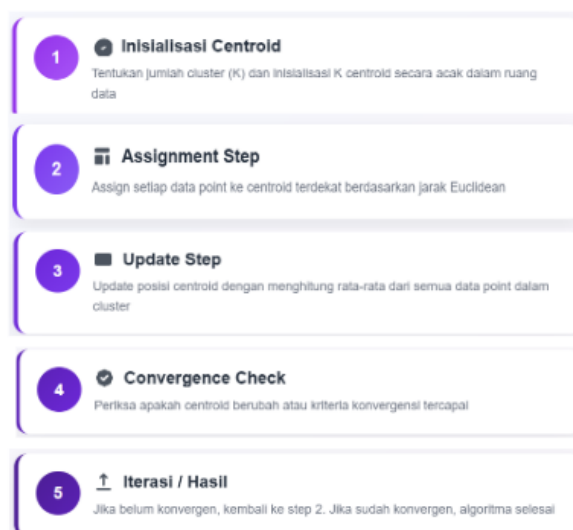 1
Inisialisasi Centroid
Tentukan jumlah cluster (K) dan inisialisasi K centroid secara acak dalam ruang
data
2
Assignment Step
Assign setiap data point ke centroid terdekat berdasarkan jarak Euclidean
3
Update Step
Update posisi centroid dengan menghitung rata-rata dari semua data point dalam
cluster
4
Convergence Check
Periksa apakah centroid berubah atau kriteria konvergensi tercapai
5
Iterasi / Hasil
Jika belum konvergen, kembali ke step 2. Jika sudah konvergen, algoritma selesai